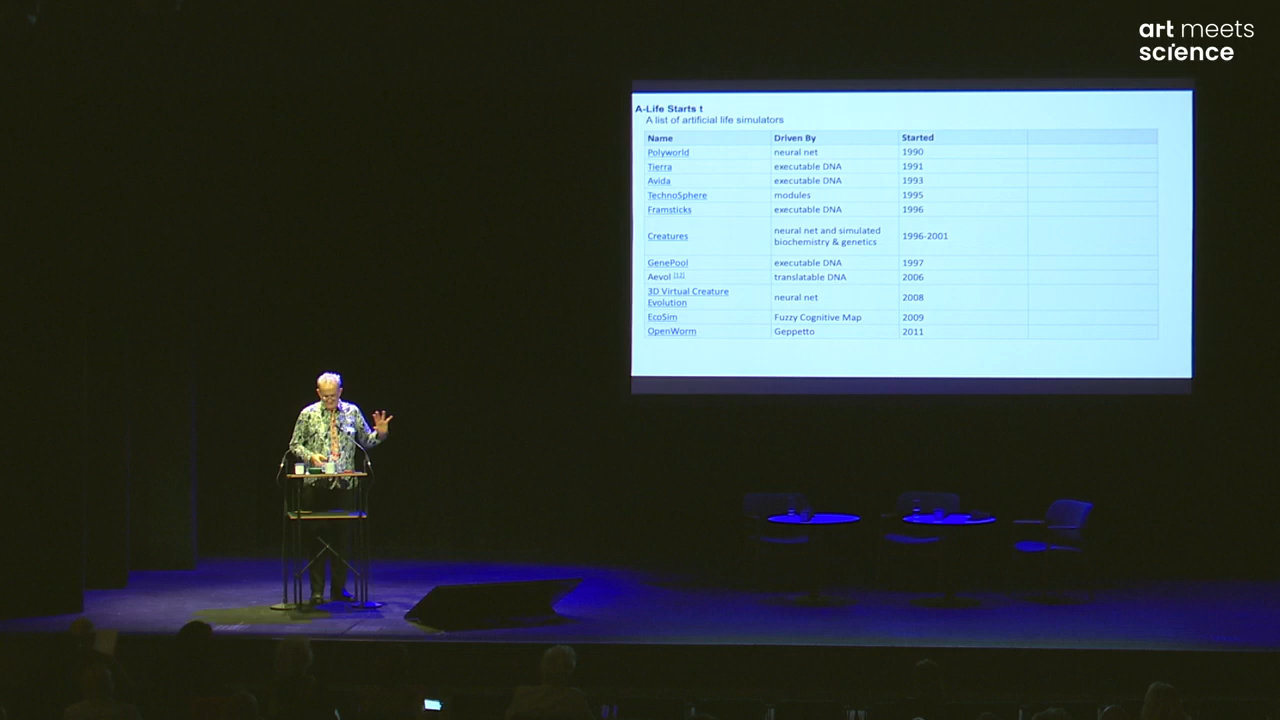 art meets
science
A-Life Starts t
A list of artificial life simulators
Name Driven By Started
Polyworld neural net 1990
Tierra executable DNA 1991
Avida executable DNA 1993
TechnoSphere modules 1995
Framsticks executable DNA 1996
Creatures neural net and simulated biochemistry & genetics 1996-2001
GenePool executable DNA 1997
Aevol [12] translatable DNA 2006
3D Virtual Creature Evolution neural net 2008
EcoSim Fuzzy Cognitive Map 2009
OpenWorm Geppetto 2011